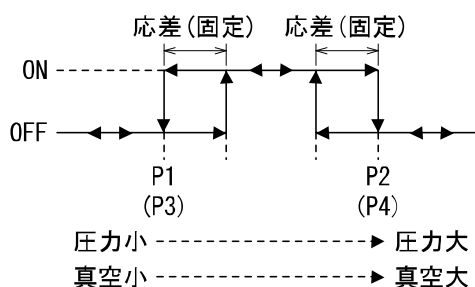 応差(固定) 応差(固定)
ON
OFF
P1 P2
(P3) (P4)
圧力小 圧力大
真空小 真空大